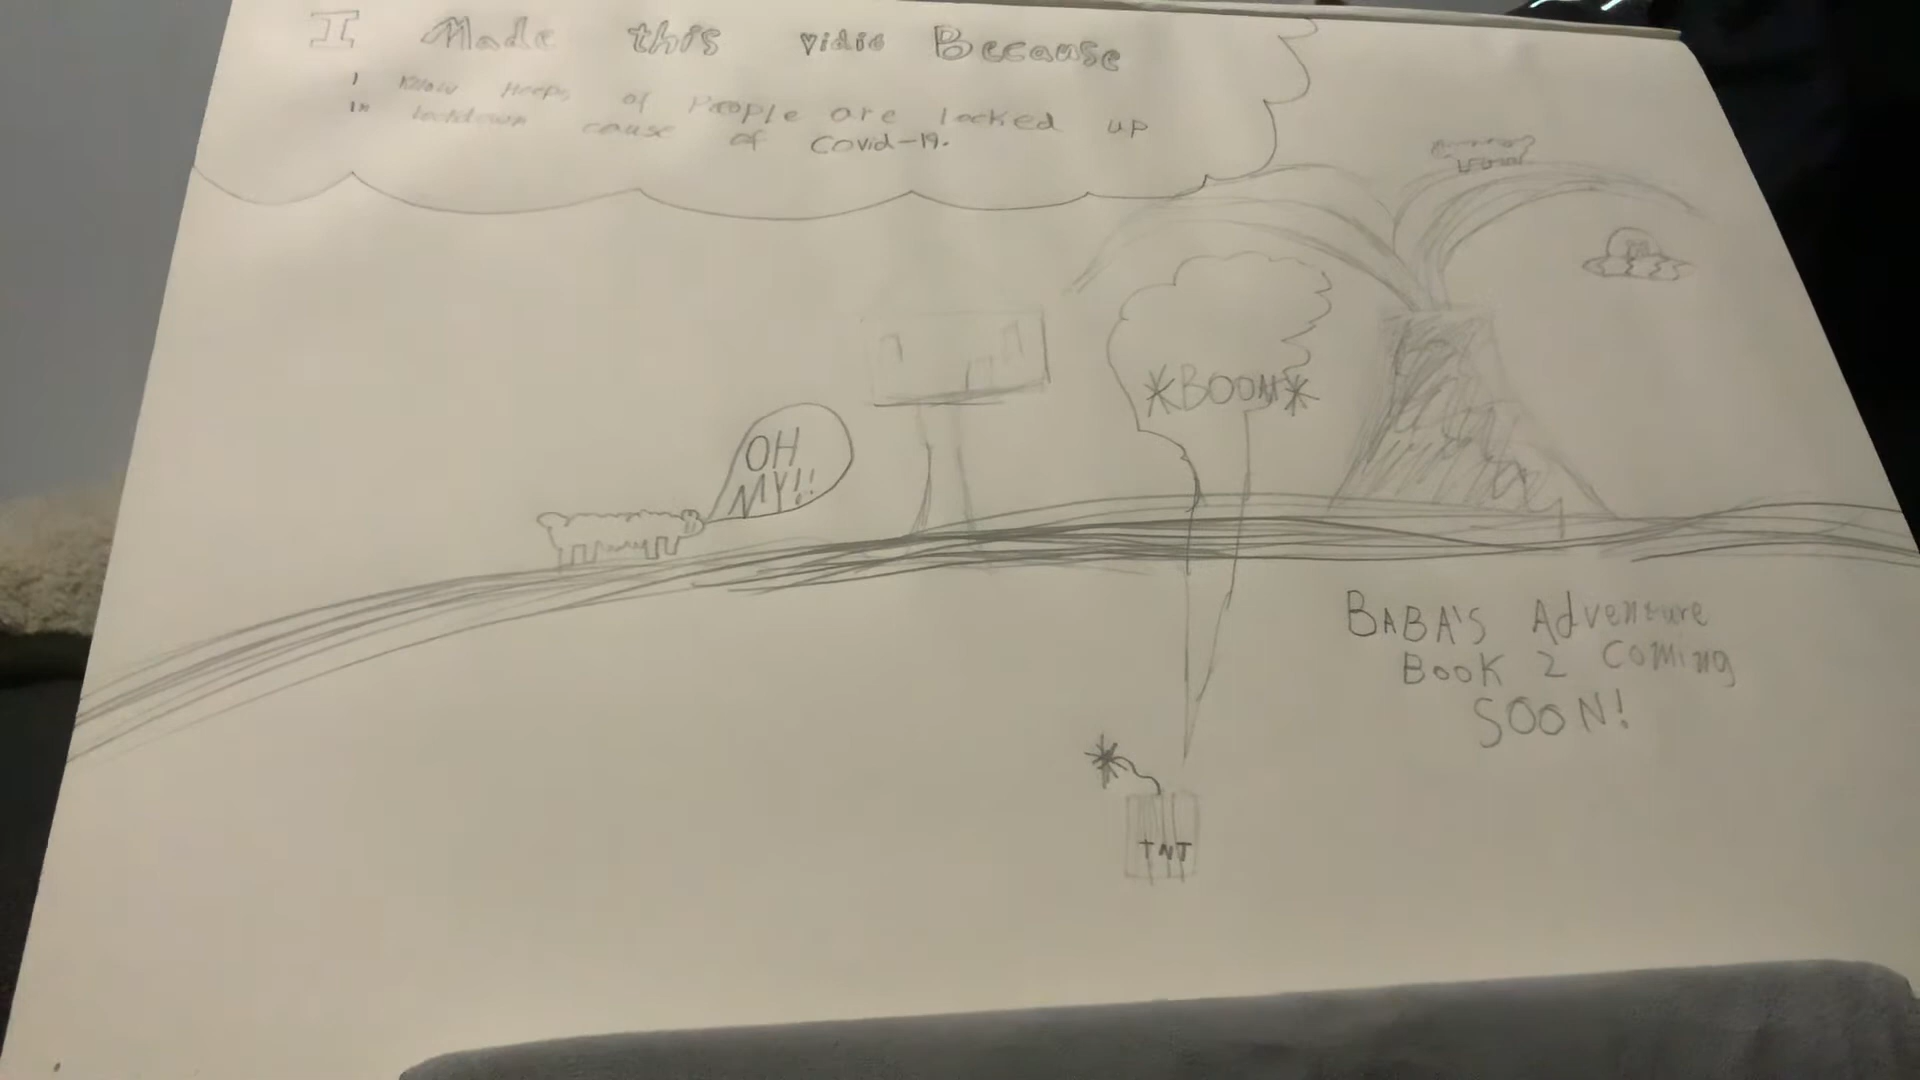 I Made this vidio Because
I know Heeps of People are locked up
in lockdown cause of Covid-19.
OH
MY!!
*BOOM*
BABA'S Adventure
Book 2 Coming
SOON!
TNT